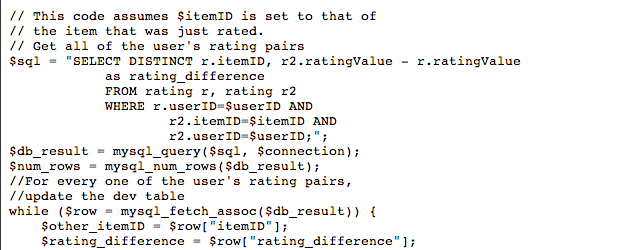 // This code assumes $itemID is set to that of
// the item that was just rated.
// Get all of the user's rating pairs
$sql = "SELECT DISTINCT r.itemID, r2.ratingValue - r.ratingValue
            as rating_difference
            FROM rating r, rating r2
            WHERE r.userID=$userID AND
                    r2.itemID=$itemID AND
                    r2.userID=$userID;";
$db_result = mysql_query($sql, $connection);
$num_rows = mysql_num_rows($db_result);
//For every one of the user's rating pairs,
//update the dev table
while ($row = mysql_fetch_assoc($db_result)) {
    $other_itemID = $row["itemID"];
    $rating_difference = $row["rating_difference"];